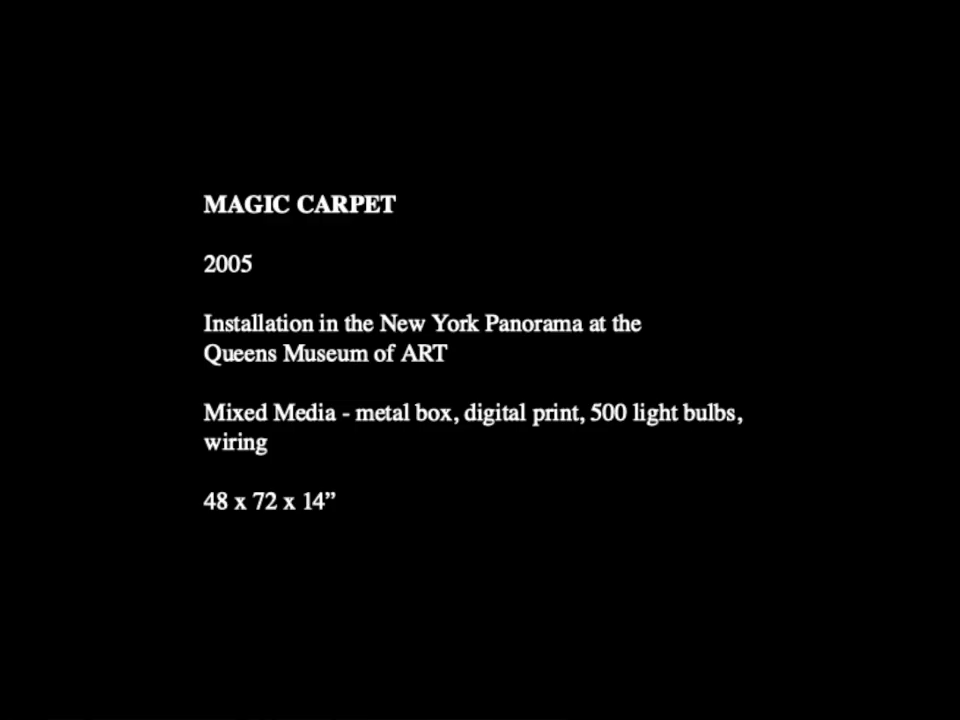 MAGIC CARPET
2005
Installation in the New York Panorama at the
Queens Museum of ART
Mixed Media - metal box, digital print, 500 light bulbs,
wiring
48 x 72 x 14”